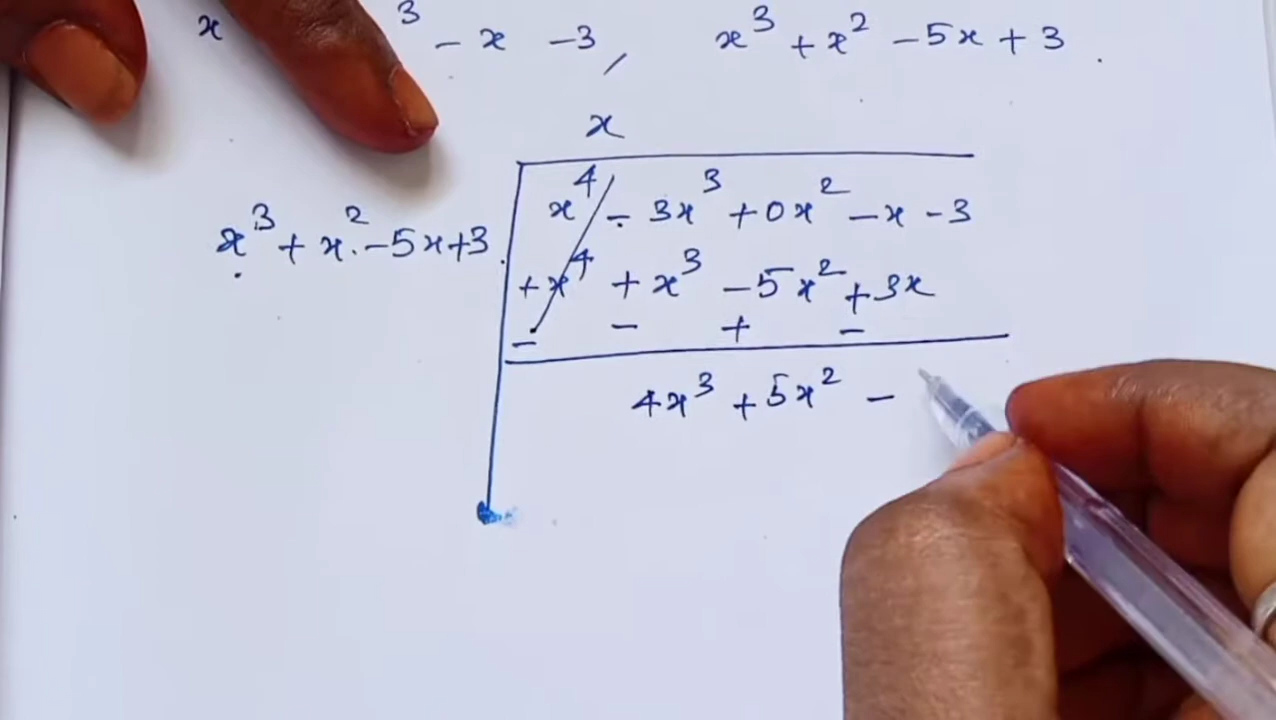 x ³ - x - 3, x³ + x² - 5x + 3.
x
x³ + x² - 5x + 3 x⁴ - 3x³ + 0x² - x - 3
+x⁴ + x³ - 5x² + 3x
- - + -
4x³ + 5x² -